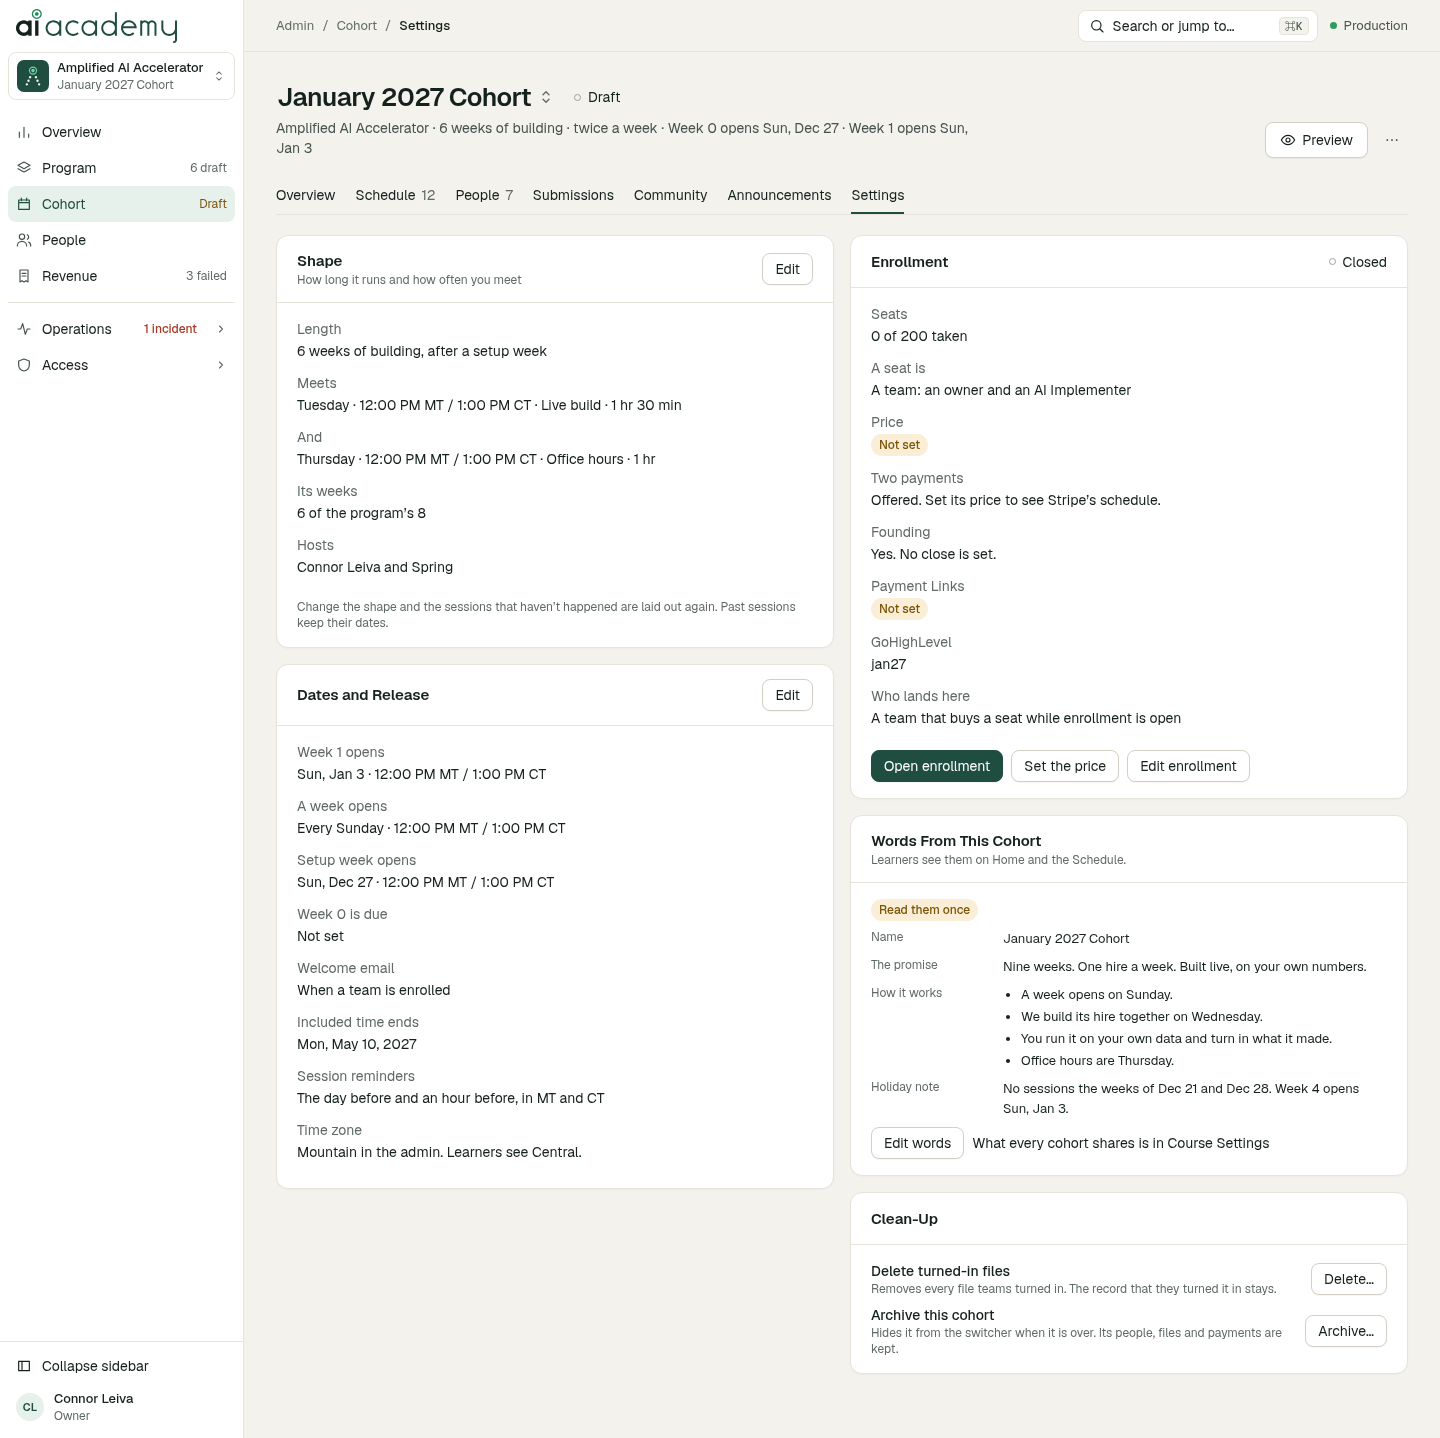 ai academy
Amplified AI Accelerator
January 2027 Cohort
Overview
Program 6 draft
Cohort Draft
People
Revenue 3 failed
Operations 1 incident
Access
Collapse sidebar
CL
Connor Leiva
Owner
Admin / Cohort / Settings
Search or jump to... ⌘K
Production
January 2027 Cohort
Draft
Amplified AI Accelerator · 6 weeks of building · twice a week · Week 0 opens Sun, Dec 27 · Week 1 opens Sun,
Jan 3
Preview
Overview Schedule 12 People 7 Submissions Community Announcements Settings
Shape
How long it runs and how often you meet
Edit
Length
6 weeks of building, after a setup week
Meets
Tuesday · 12:00 PM MT / 1:00 PM CT · Live build · 1 hr 30 min
And
Thursday · 12:00 PM MT / 1:00 PM CT · Office hours · 1 hr
Its weeks
6 of the program's 8
Hosts
Connor Leiva and Spring
Change the shape and the sessions that haven't happened are laid out again. Past sessions
keep their dates.
Dates and Release
Edit
Week 1 opens
Sun, Jan 3 · 12:00 PM MT / 1:00 PM CT
A week opens
Every Sunday · 12:00 PM MT / 1:00 PM CT
Setup week opens
Sun, Dec 27 · 12:00 PM MT / 1:00 PM CT
Week 0 is due
Not set
Welcome email
When a team is enrolled
Included time ends
Mon, May 10, 2027
Session reminders
The day before and an hour before, in MT and CT
Time zone
Mountain in the admin. Learners see Central.
Enrollment
Closed
Seats
0 of 200 taken
A seat is
A team: an owner and an AI Implementer
Price
Not set
Two payments
Offered. Set its price to see Stripe's schedule.
Founding
Yes. No close is set.
Payment Links
Not set
GoHighLevel
jan27
Who lands here
A team that buys a seat while enrollment is open
Open enrollment
Set the price
Edit enrollment
Words From This Cohort
Learners see them on Home and the Schedule.
Read them once
Name January 2027 Cohort
The promise Nine weeks. One hire a week. Built live, on your own numbers.
How it works • A week opens on Sunday.
• We build its hire together on Wednesday.
• You run it on your own data and turn in what it made.
• Office hours are Thursday.
Holiday note No sessions the weeks of Dec 21 and Dec 28. Week 4 opens
Sun, Jan 3.
Edit words What every cohort shares is in Course Settings
Clean-Up
Delete turned-in files
Removes every file teams turned in. The record that they turned it in stays.
Delete...
Archive this cohort
Hides it from the switcher when it is over. Its people, files and payments are
kept.
Archive...